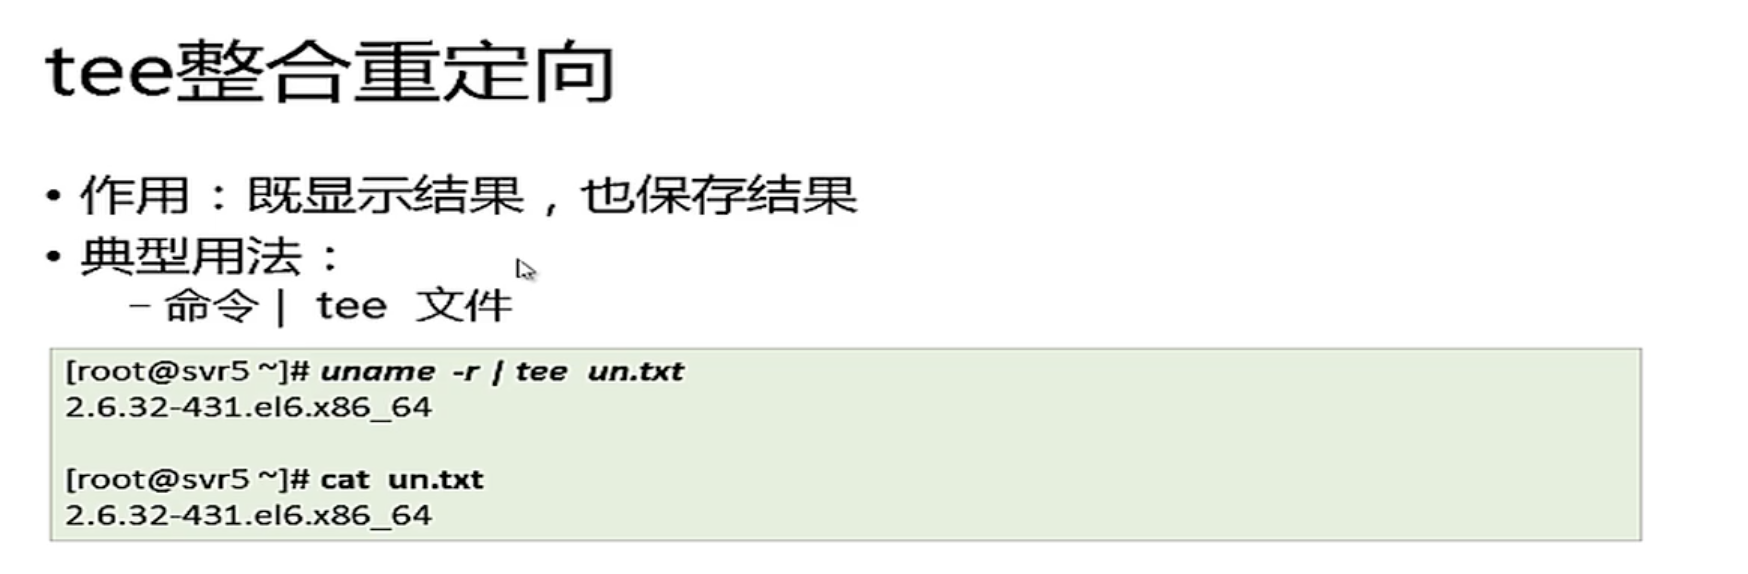 tee整合重定向
• 作用：既显示结果，也保存结果
• 典型用法：
– 命令 | tee 文件
[root@svr5 ~]# uname -r | tee un.txt
2.6.32-431.el6.x86_64
[root@svr5 ~]# cat un.txt
2.6.32-431.el6.x86_64